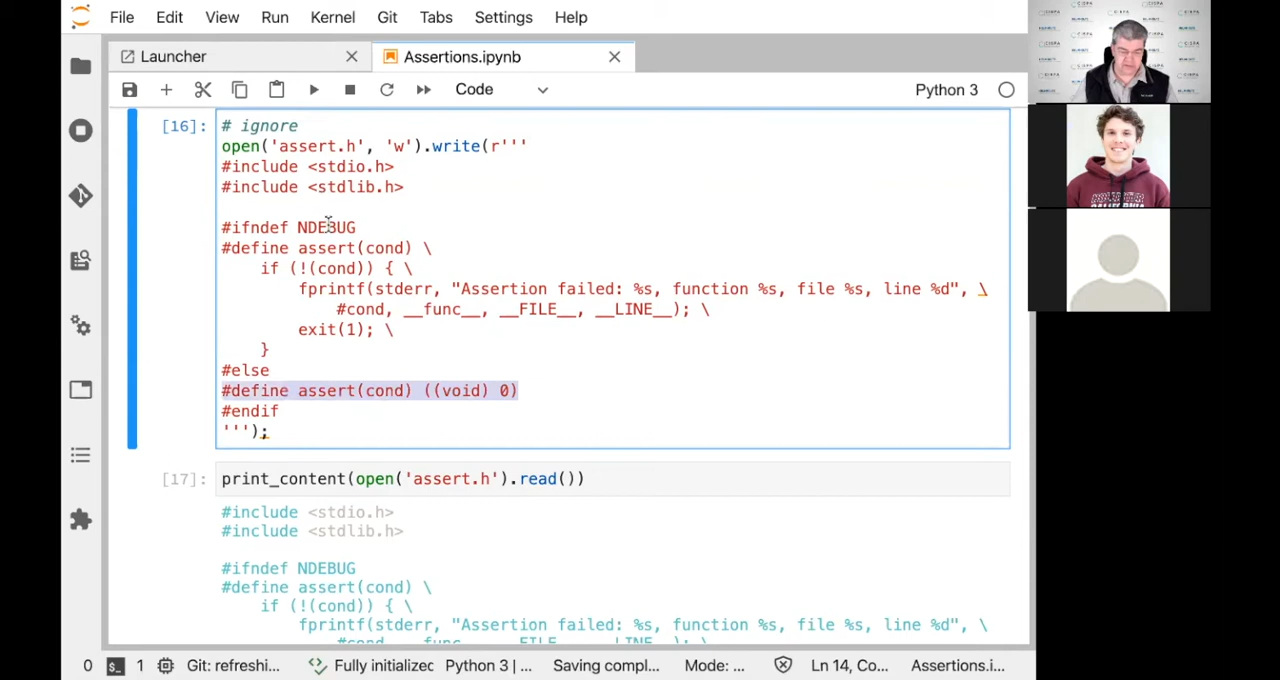 File Edit View Run Kernel Git Tabs Settings Help
Launcher
Assertions.ipynb
Code
Python 3
[16]:
# ignore
open('assert.h', 'w').write(r'''
#include <stdio.h>
#include <stdlib.h>
#ifndef NDEBUG
#define assert(cond) \
if (!(cond)) { \
fprintf(stderr, "Assertion failed: %s, function %s, file %s, line %d", \
#cond, __func__, __FILE__, __LINE__); \
exit(1); \
}
#else
#define assert(cond) ((void) 0)
#endif
''');
[17]:
print_content(open('assert.h').read())
#include <stdio.h>
#include <stdlib.h>
#ifndef NDEBUG
#define assert(cond) \
if (!(cond)) { \
fprintf(stderr, "Assertion failed: %s, function %s, file %s, line %d", \
#cond, __func__, __FILE__, __LINE__); \
0 1 Git: refreshi... Fully initialized Python 3 | ... Saving compl... Mode: ... Ln 14, Co... Assertions.i...